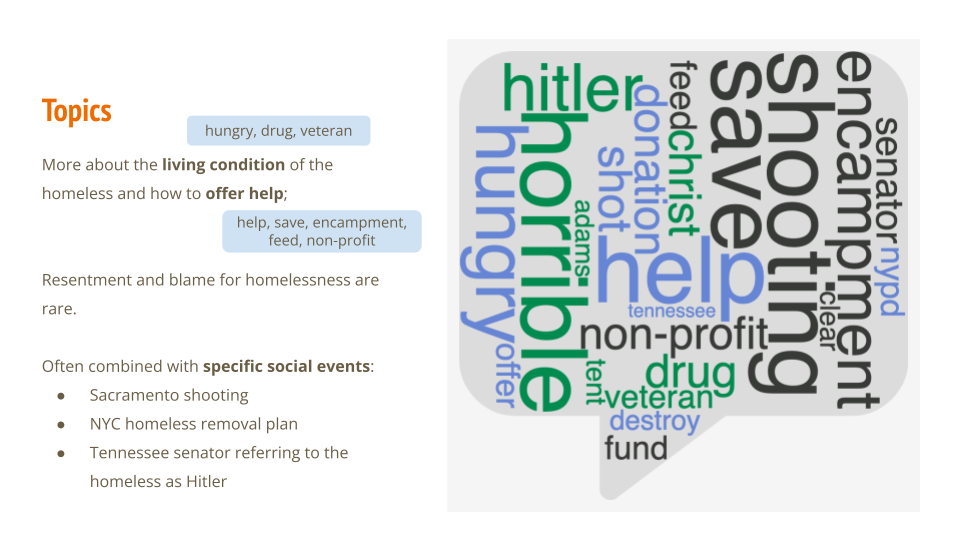 Topics
hungry, drug, veteran
More about the living condition of the
homeless and how to offer help;
help, save, encampment,
feed, non-profit
Resentment and blame for homelessness are
rare.
Often combined with specific social events:
● Sacramento shooting
● NYC homeless removal plan
● Tennessee senator referring to the
homeless as Hitler
hitler
feed
save
shooting
encampment
donation
hungry
horrible
shot
christ
senator
adams
help
nypd
tennessee
clear
non-profit
offer
tent
drug
veteran
destroy
fund